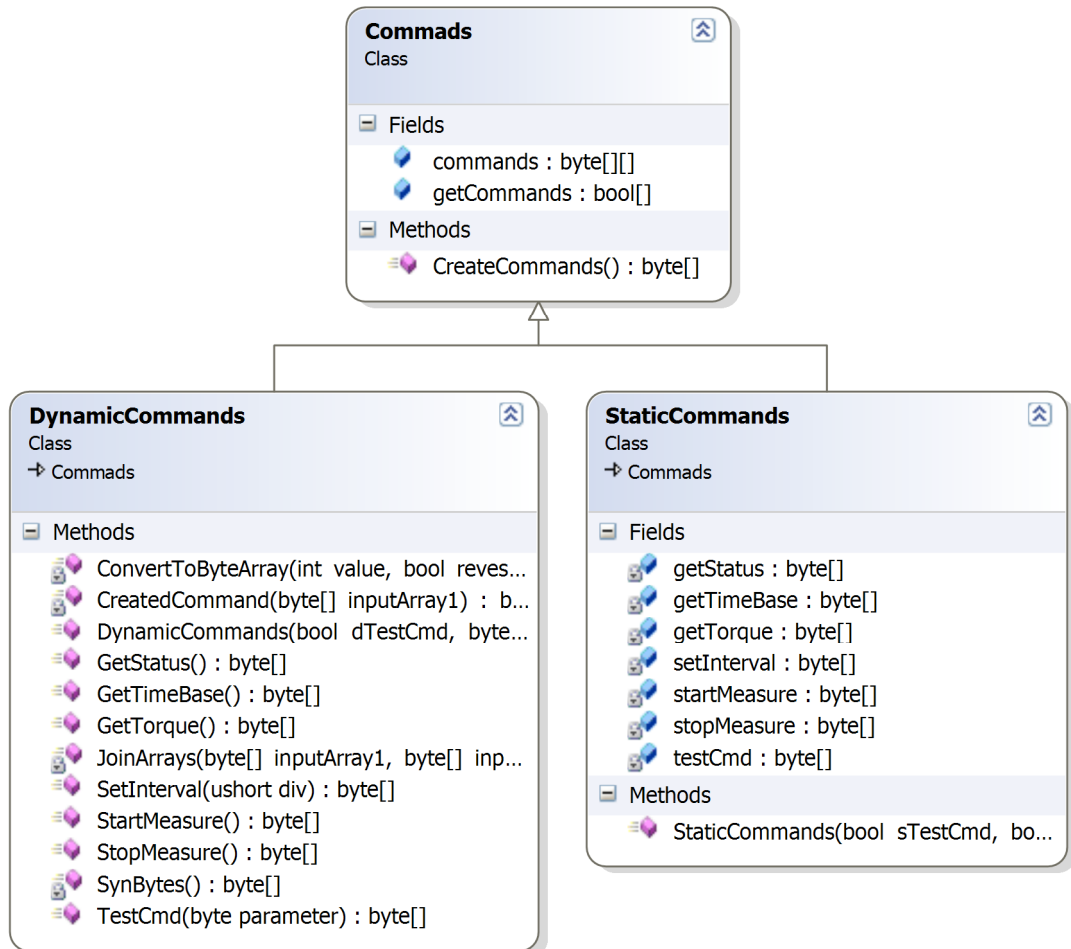 Commads
Class
Fields
commands : byte[][]
getCommands : bool[]
Methods
CreateCommands() : byte[]
DynamicCommands
Class
Commads
Methods
ConvertToByteArray(int value, bool reves...
CreatedCommand(byte[] inputArray1) : b...
DynamicCommands(bool dTestCmd, byte...
GetStatus() : byte[]
GetTimeBase() : byte[]
GetTorque() : byte[]
JoinArrays(byte[] inputArray1, byte[] inp...
SetInterval(ushort div) : byte[]
StartMeasure() : byte[]
StopMeasure() : byte[]
SynBytes() : byte[]
TestCmd(byte parameter) : byte[]
StaticCommands
Class
Commads
Fields
getStatus : byte[]
getTimeBase : byte[]
getTorque : byte[]
setInterval : byte[]
startMeasure : byte[]
stopMeasure : byte[]
testCmd : byte[]
Methods
StaticCommands(bool sTestCmd, bo...